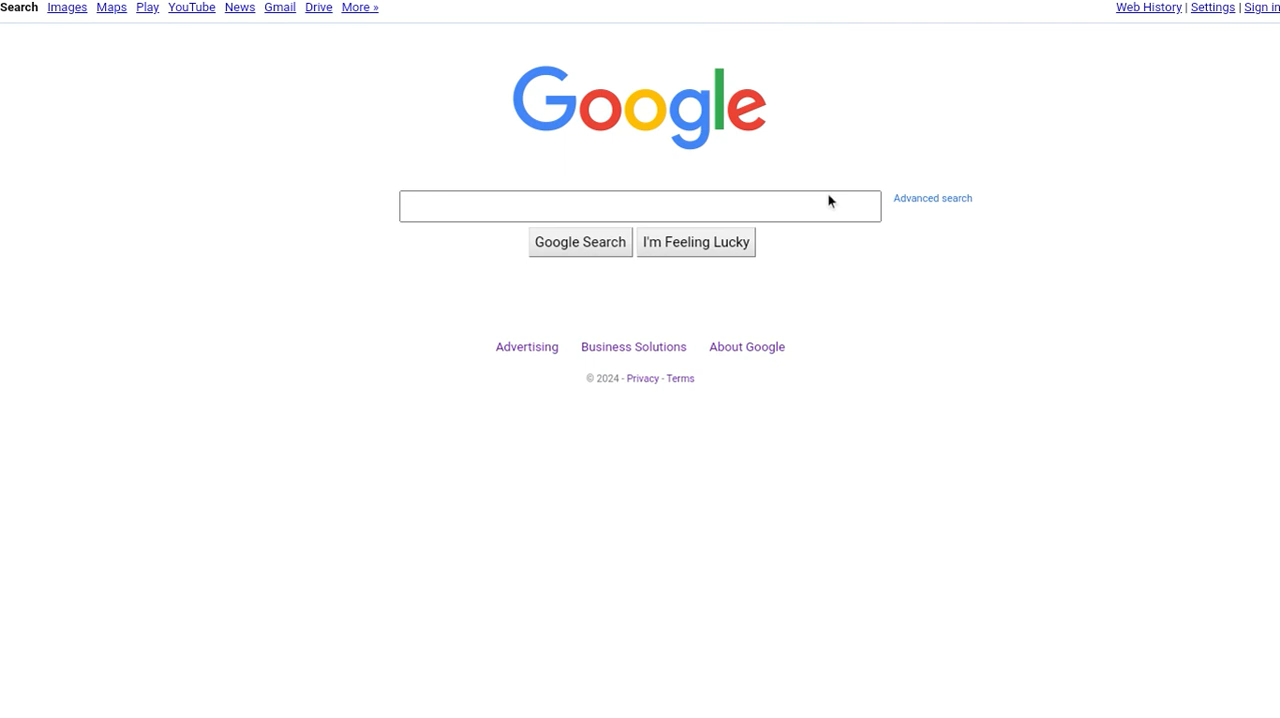 Search Images Maps Play YouTube News Gmail Drive More » Web History | Settings | Sign in
Google
Advanced search
Google Search I'm Feeling Lucky
Advertising Business Solutions About Google
© 2024 - Privacy - Terms